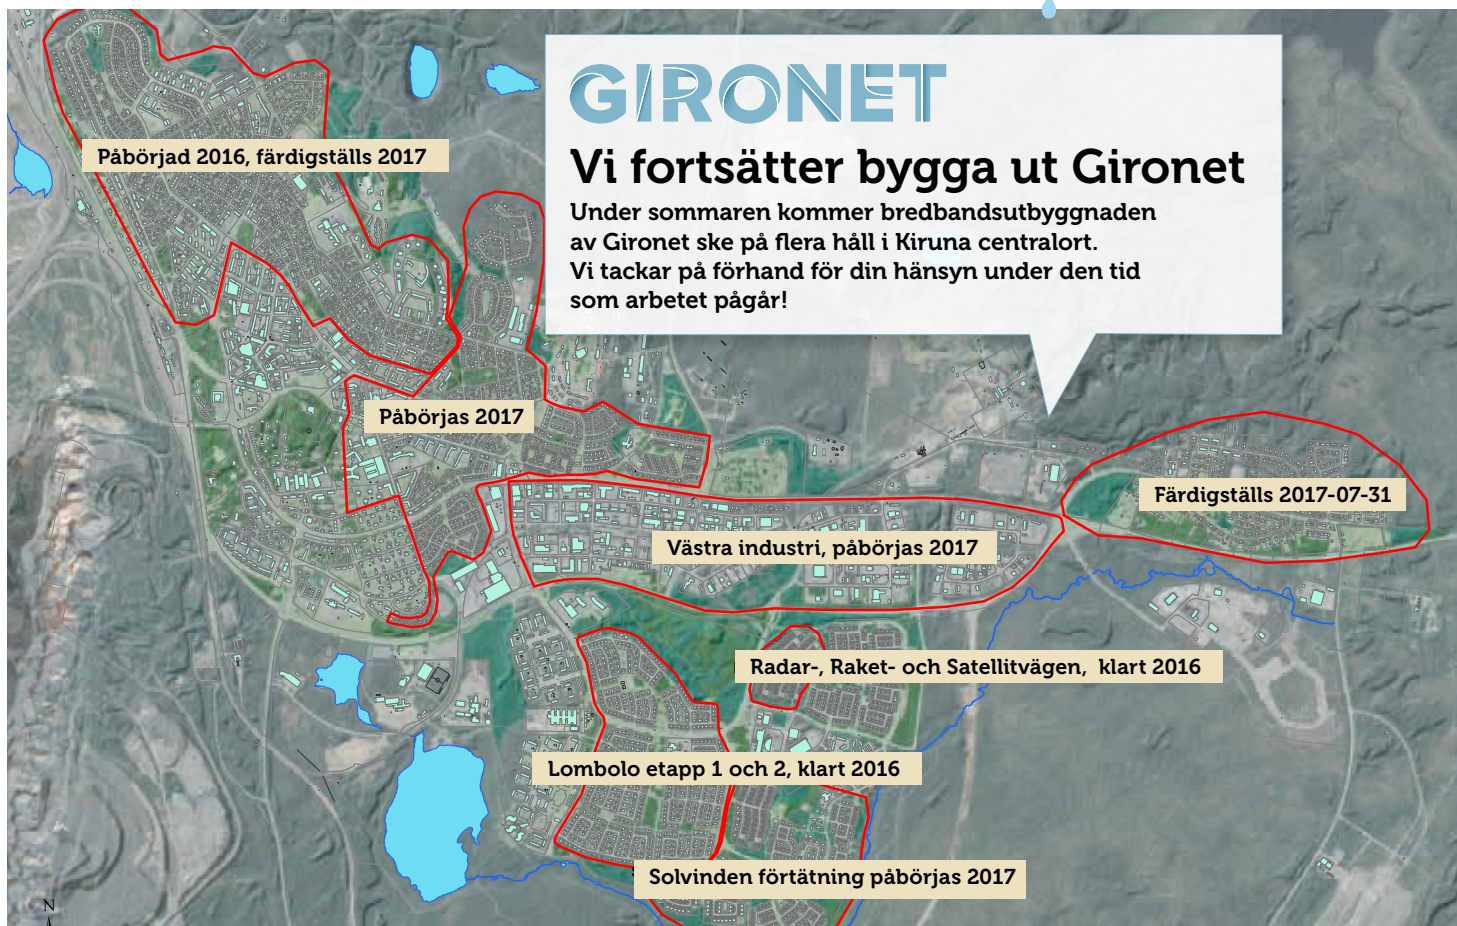 GIRONET
Vi fortsätter bygga ut Gironet
Under sommaren kommer bredbandsutbyggnaden
av Gironet ske på flera håll i Kiruna centralort.
Vi tackar på förhand för din hänsyn under den tid
som arbetet pågår!
Påbörjad 2016, färdigställs 2017
Påbörjas 2017
Färdigställs 2017-07-31
Västra industri, påbörjas 2017
Radar-, Raket- och Satellitvägen, klart 2016
Lombolo etapp 1 och 2, klart 2016
Solvinden förtätning påbörjas 2017
N